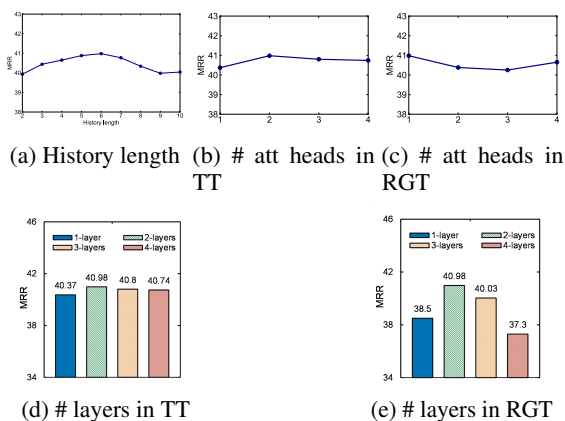 43
42
41
40
39
38
MRR
2 3 4 5 6 7 8 9 10
History length
43
42
41
40
39
38
MRR
1 2 3 4
43
42
41
40
39
38
MRR
1 2 3 4
(a) History length
(b) # att heads in
TT
(c) # att heads in
RGT
46
42
38
34
MRR
1-layer 2-layers
3-layers 4-layers
40.37 40.98 40.8 40.74
(d) # layers in TT
46
42
38
34
MRR
1-layer 2-layers
3-layers 4-layers
38.5 40.98 40.03 37.3
(e) # layers in RGT